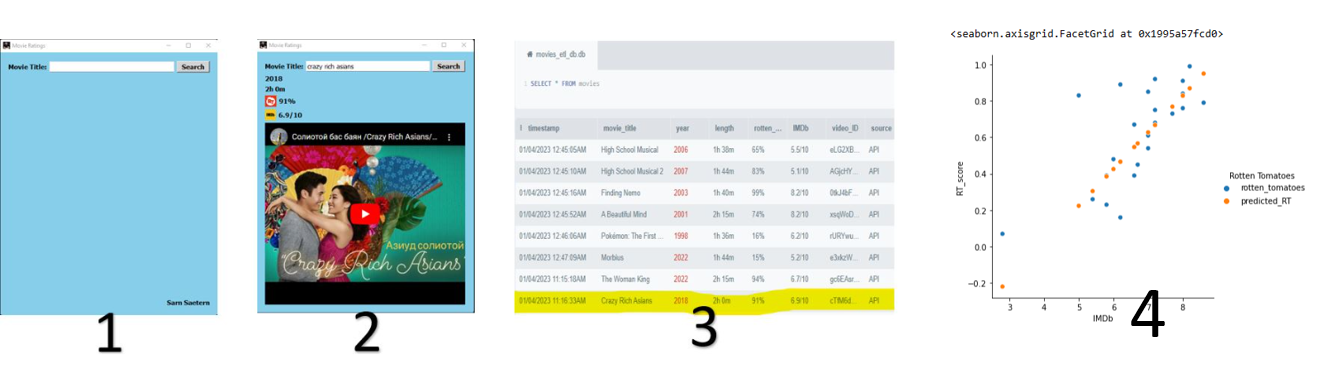 Movie Ratings
Movie Title: Search
Sarn Saetern
1
Movie Ratings
Movie Title: crazy rich asians Search
2018
2h 0m
91%
IMDb 6.9/10
Солиотой бас баян /Crazy Rich Asians/...
Азиуд солиотой
"Crazy Rich Asians"
2
movies_etl_db.db
SELECT * FROM movies
timestamp movie_title year length rotten_... IMDb video_ID source
01/04/2023 12:45:05AM High School Musical 2006 1h 38m 65% 5.5/10 eLG2XB... API
01/04/2023 12:45:10AM High School Musical 2 2007 1h 44m 83% 5.1/10 AGjcHY... API
01/04/2023 12:45:16AM Finding Nemo 2003 1h 40m 99% 8.2/10 API
01/04/2023 12:45:52AM A Beautiful Mind 2001 2h 15m 74% 8.2/10 xsqWoD... API
01/04/2023 12:46:06AM Pokémon: The First ... 1998 1h 36m 16% 6.2/10 rURYwu... API
01/04/2023 12:47:09AM Morbius 2022 1h 44m 15% 5.2/10 API
01/04/2023 11:15:18AM The Woman King 2022 2h 15m 94% 6.7/10 API
01/04/2023 11:16:33AM Crazy Rich Asians 2018 2h 0m 91% 6.9/10 API
3
<seaborn.axisgrid.FacetGrid at 0x1995a57fcd0>
1.0
0.8
0.6
0.4
0.2
0.0
−0.2
RT_score
3 4 5 6 7 8
IMDb
Rotten Tomatoes
rotten_tomatoes
predicted_RT
4